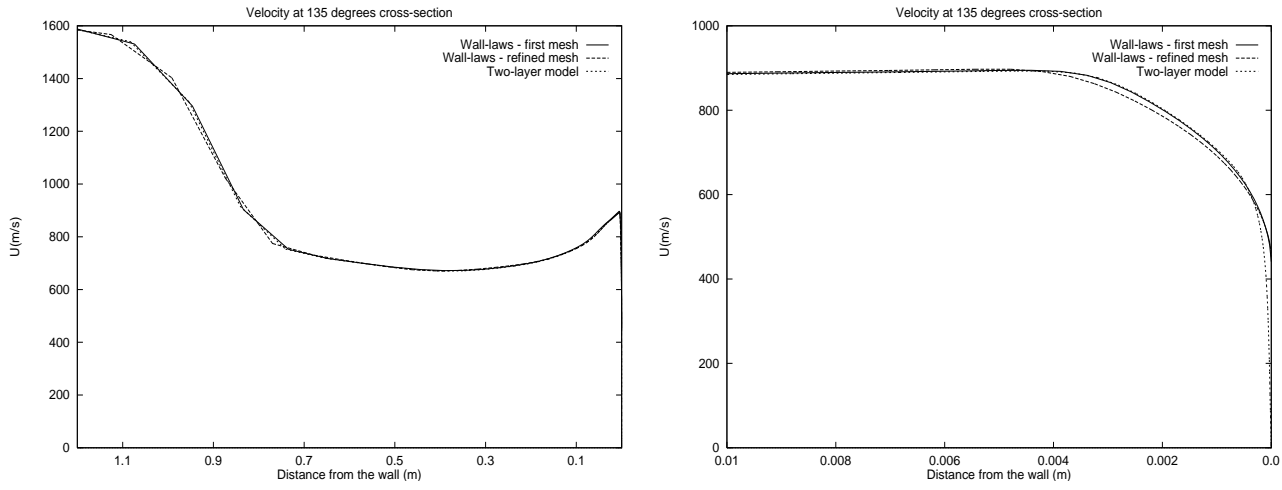 Velocity at 135 degrees cross-section
1600
1400
1200
1000
800
600
400
200
0
U(m/s)
Wall-laws - first mesh
Wall-laws - refined mesh
Two-layer model
1.1
0.9
0.7
0.5
0.3
0.1
Distance from the wall (m)
Velocity at 135 degrees cross-section
1000
800
600
400
200
0
U(m/s)
Wall-laws - first mesh
Wall-laws - refined mesh
Two-layer model
0.01
0.008
0.006
0.004
0.002
0.0
Distance from the wall (m)